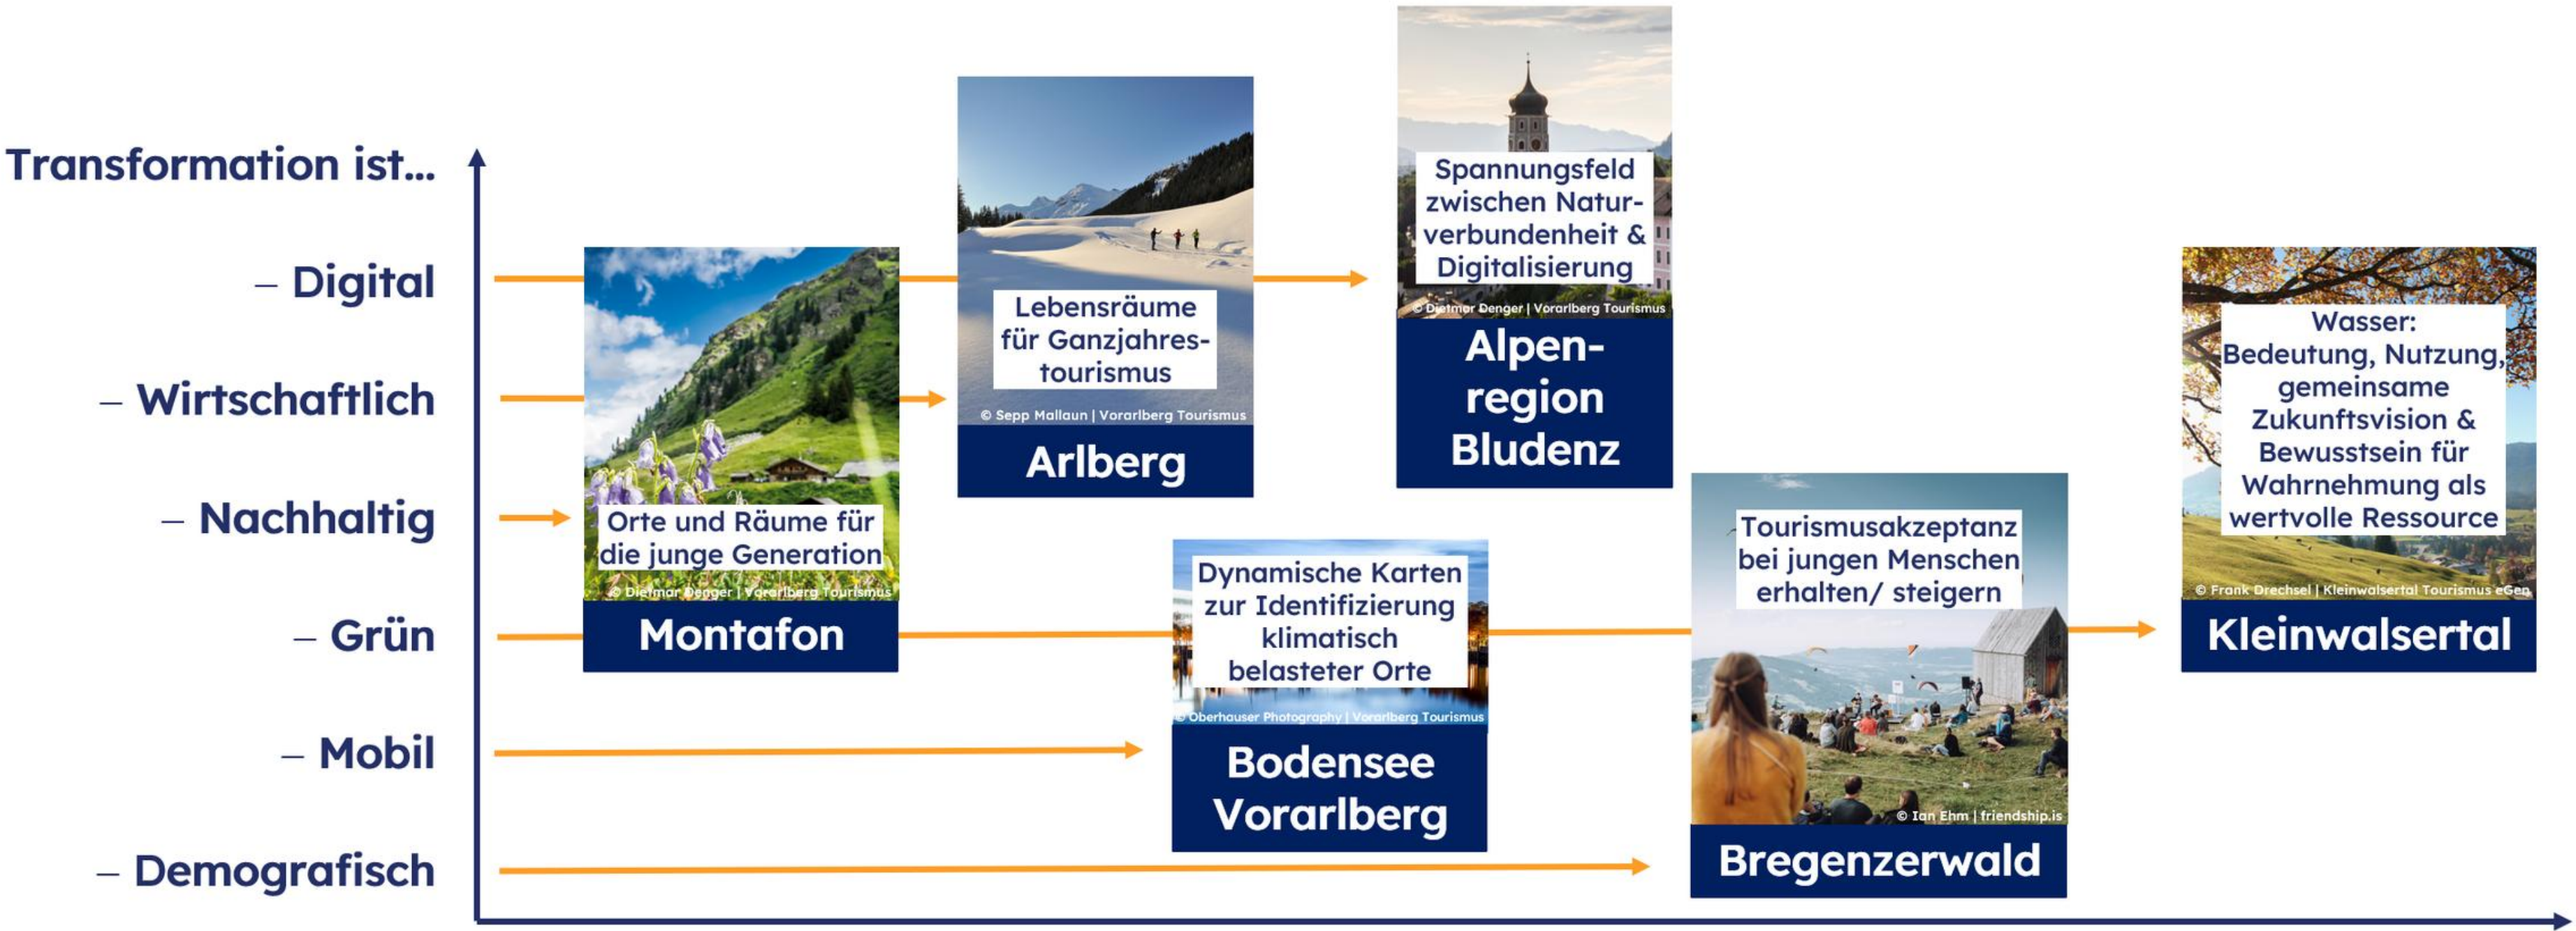 Transformation ist...
– Digital
– Wirtschaftlich
– Nachhaltig
– Grün
– Mobil
– Demografisch
Orte und Räume für
die junge Generation
© Dietmar Denger | Vorarlberg Tourismus
Montafon
Lebensräume
für Ganzjahres-
tourismus
© Sepp Mallaun | Vorarlberg Tourismus
Arlberg
Dynamische Karten
zur Identifizierung
klimatisch
belasteter Orte
© Oberhauser Photography | Vorarlberg Tourismus
Bodensee
Vorarlberg
Spannungsfeld
zwischen Natur-
verbundenheit &
Digitalisierung
© Dietmar Denger | Vorarlberg Tourismus
Alpen-
region
Bludenz
Tourismusakzeptanz
bei jungen Menschen
erhalten/ steigern
© Ian Ehm | friendship.is
Bregenzerwald
Wasser:
Bedeutung, Nutzung,
gemeinsame
Zukunftsvision &
Bewusstsein für
Wahrnehmung als
wertvolle Ressource
© Frank Drechsel | Kleinwalsertal Tourismus eGen
Kleinwalsertal